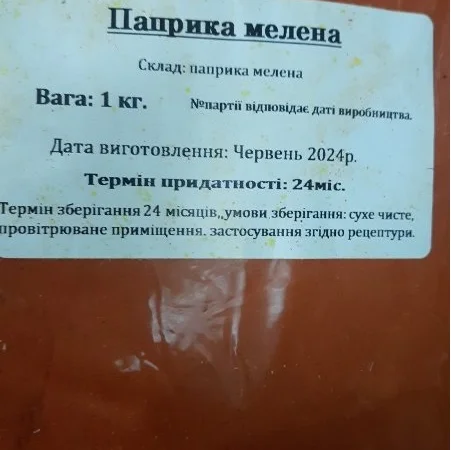 Паприка мелена
Склад: паприка мелена
Вага: 1 кг. №партії відповідає даті виробництва.
Дата виготовлення: Червень 2024р.
Термін придатності: 24міс.
Термін зберігання 24 місяців,,умови зберігання: сухе чисте,
провітрюване приміщення. застосування згідно рецептури.